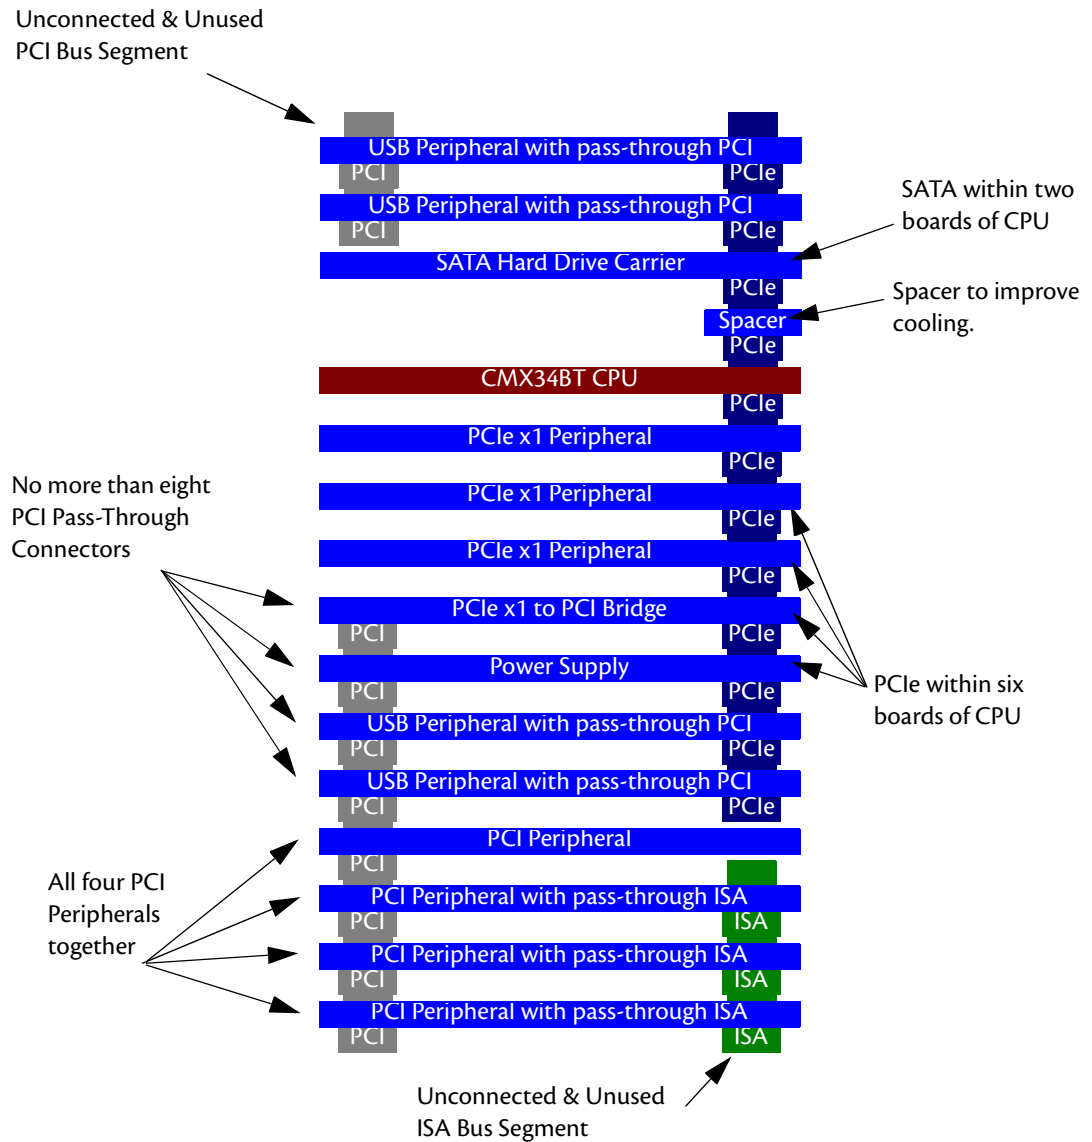 Unconnected & Unused
PCI Bus Segment
USB Peripheral with pass-through PCI
PCI
PCIe
USB Peripheral with pass-through PCI
PCI
PCIe
SATA within two
boards of CPU
SATA Hard Drive Carrier
PCIe
Spacer to improve
cooling.
Spacer
PCIe
CMX34BT CPU
PCIe
PCIe x1 Peripheral
PCIe
No more than eight
PCI Pass-Through
Connectors
PCIe x1 Peripheral
PCIe
PCIe x1 Peripheral
PCIe
PCIe x1 to PCI Bridge
PCI
PCIe
Power Supply
PCI
PCIe
PCIe within six
boards of CPU
USB Peripheral with pass-through PCI
PCI
PCIe
USB Peripheral with pass-through PCI
PCI
PCIe
PCI Peripheral
PCI
All four PCI
Peripherals
together
PCI Peripheral with pass-through ISA
PCI
ISA
PCI Peripheral with pass-through ISA
PCI
ISA
PCI Peripheral with pass-through ISA
PCI
ISA
Unconnected & Unused
ISA Bus Segment